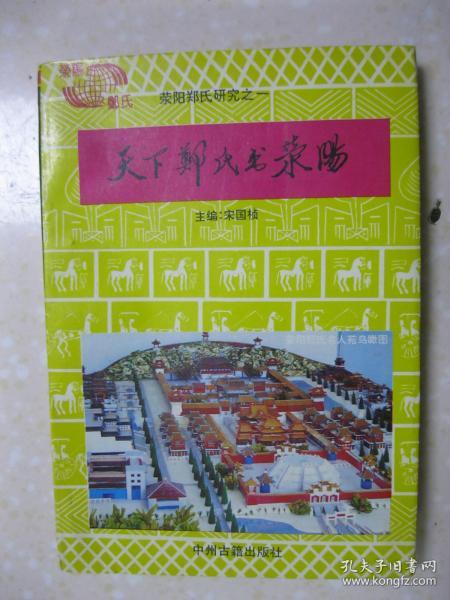 荥阳
郑氏
荥阳郑氏研究之一
天下郑氏出荥陽
主编:宋国桢
荥阳郑氏名人苑鸟瞰图
中州古籍出版社
孔夫子旧书网
www.kongfz.com